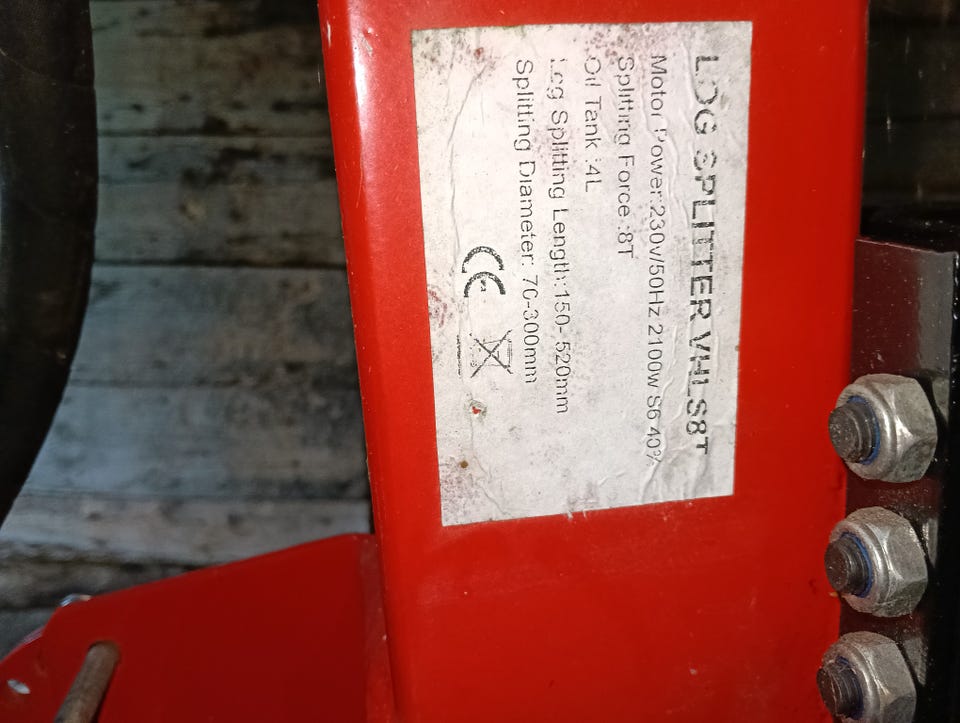 LOG SPLITTER VHLS8T
Motor Power:230v/50Hz 2100w S6 40%
Splitting Force :8T
Oil Tank :4L
Log Splitting Length:150- 520mm
Splitting Diameter: 70-300mm
CE